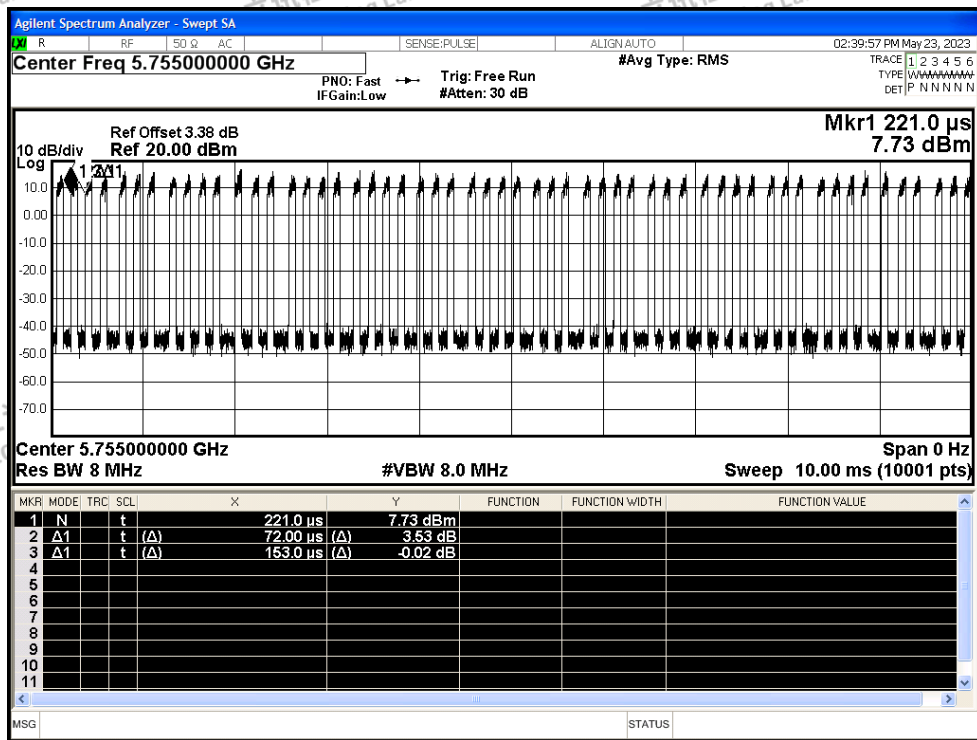 Agilent Spectrum Analyzer - Swept SA
LXI R RF 50 Ω AC SENSE:PULSE ALIGN AUTO 02:39:57 PM May 23, 2023
Center Freq 5.755000000 GHz #Avg Type: RMS TRACE 1 2 3 4 5 6
PNO: Fast Trig: Free Run TYPE
IFGain:Low #Atten: 30 dB DET P N N N N N
Mkr1 221.0 µs
7.73 dBm
Ref Offset 3.38 dB
10 dB/div Ref 20.00 dBm
Log
10.0
0.00
-10.0
-20.0
-30.0
-40.0
-50.0
-60.0
-70.0
Center 5.755000000 GHz Span 0 Hz
Res BW 8 MHz #VBW 8.0 MHz Sweep 10.00 ms (10001 pts)
MKR MODE TRC SCL X Y FUNCTION FUNCTION WIDTH FUNCTION VALUE
1 N t 221.0 µs 7.73 dBm
2 Δ1 t (Δ) 72.00 µs (Δ) 3.53 dB
3 Δ1 t (Δ) 153.0 µs (Δ) -0.02 dB
4
5
6
7
8
9
10
11
MSG STATUS